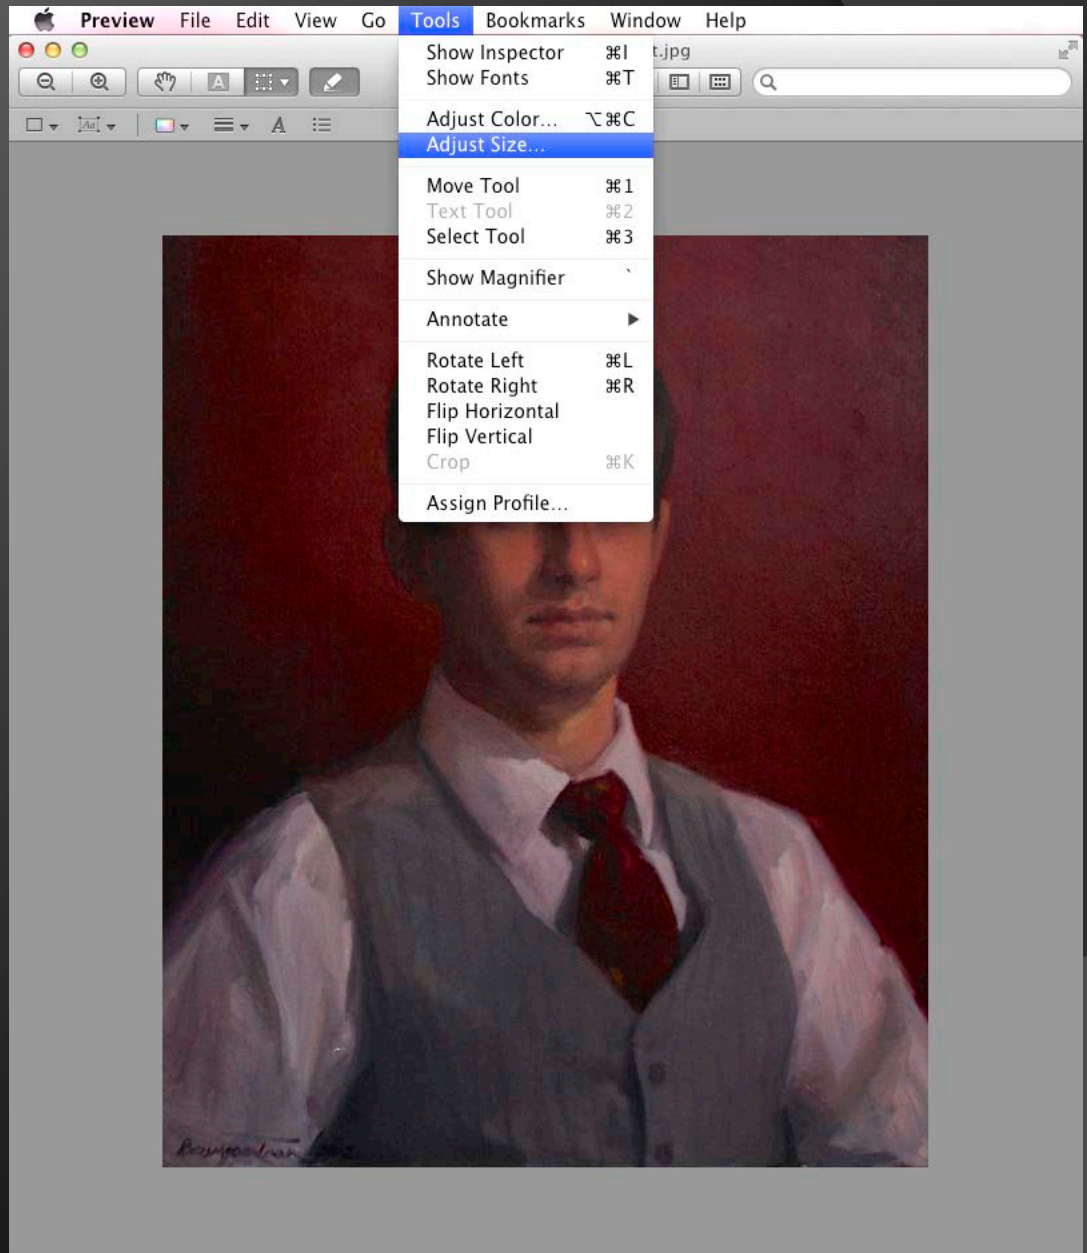 Preview File Edit View Go Tools Bookmarks Window Help
t.jpg
Show Inspector ⌘I
Show Fonts ⌘T
Adjust Color... ⌥⌘C
Adjust Size...
Move Tool ⌘1
Text Tool ⌘2
Select Tool ⌘3
Show Magnifier `
Annotate
Rotate Left ⌘L
Rotate Right ⌘R
Flip Horizontal
Flip Vertical
Crop ⌘K
Assign Profile...
A
Aa
A